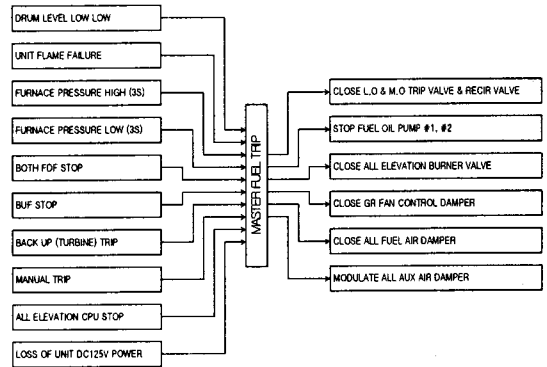 DRUM LEVEL LOW LOW
UNIT FLAME FAILURE
FURNACE PRESSURE HIGH (3S)
FURNACE PRESSURE LOW (3S)
BOTH FDF STOP
BUF STOP
BACK UP (TURBINE) TRIP
MANUAL TRIP
ALL ELEVATION CPU STOP
LOSS OF UNIT DC125V POWER
MASTER FUEL TRIP
CLOSE L.O & M.O TRIP VALVE & RECIR VALVE
STOP FUEL OIL PUMP #1, #2
CLOSE ALL ELEVATION BURNER VALVE
CLOSE GR FAN CONTROL DAMPER
CLOSE ALL FUEL AIR DAMPER
MODULATE ALL AUX AIR DAMPER